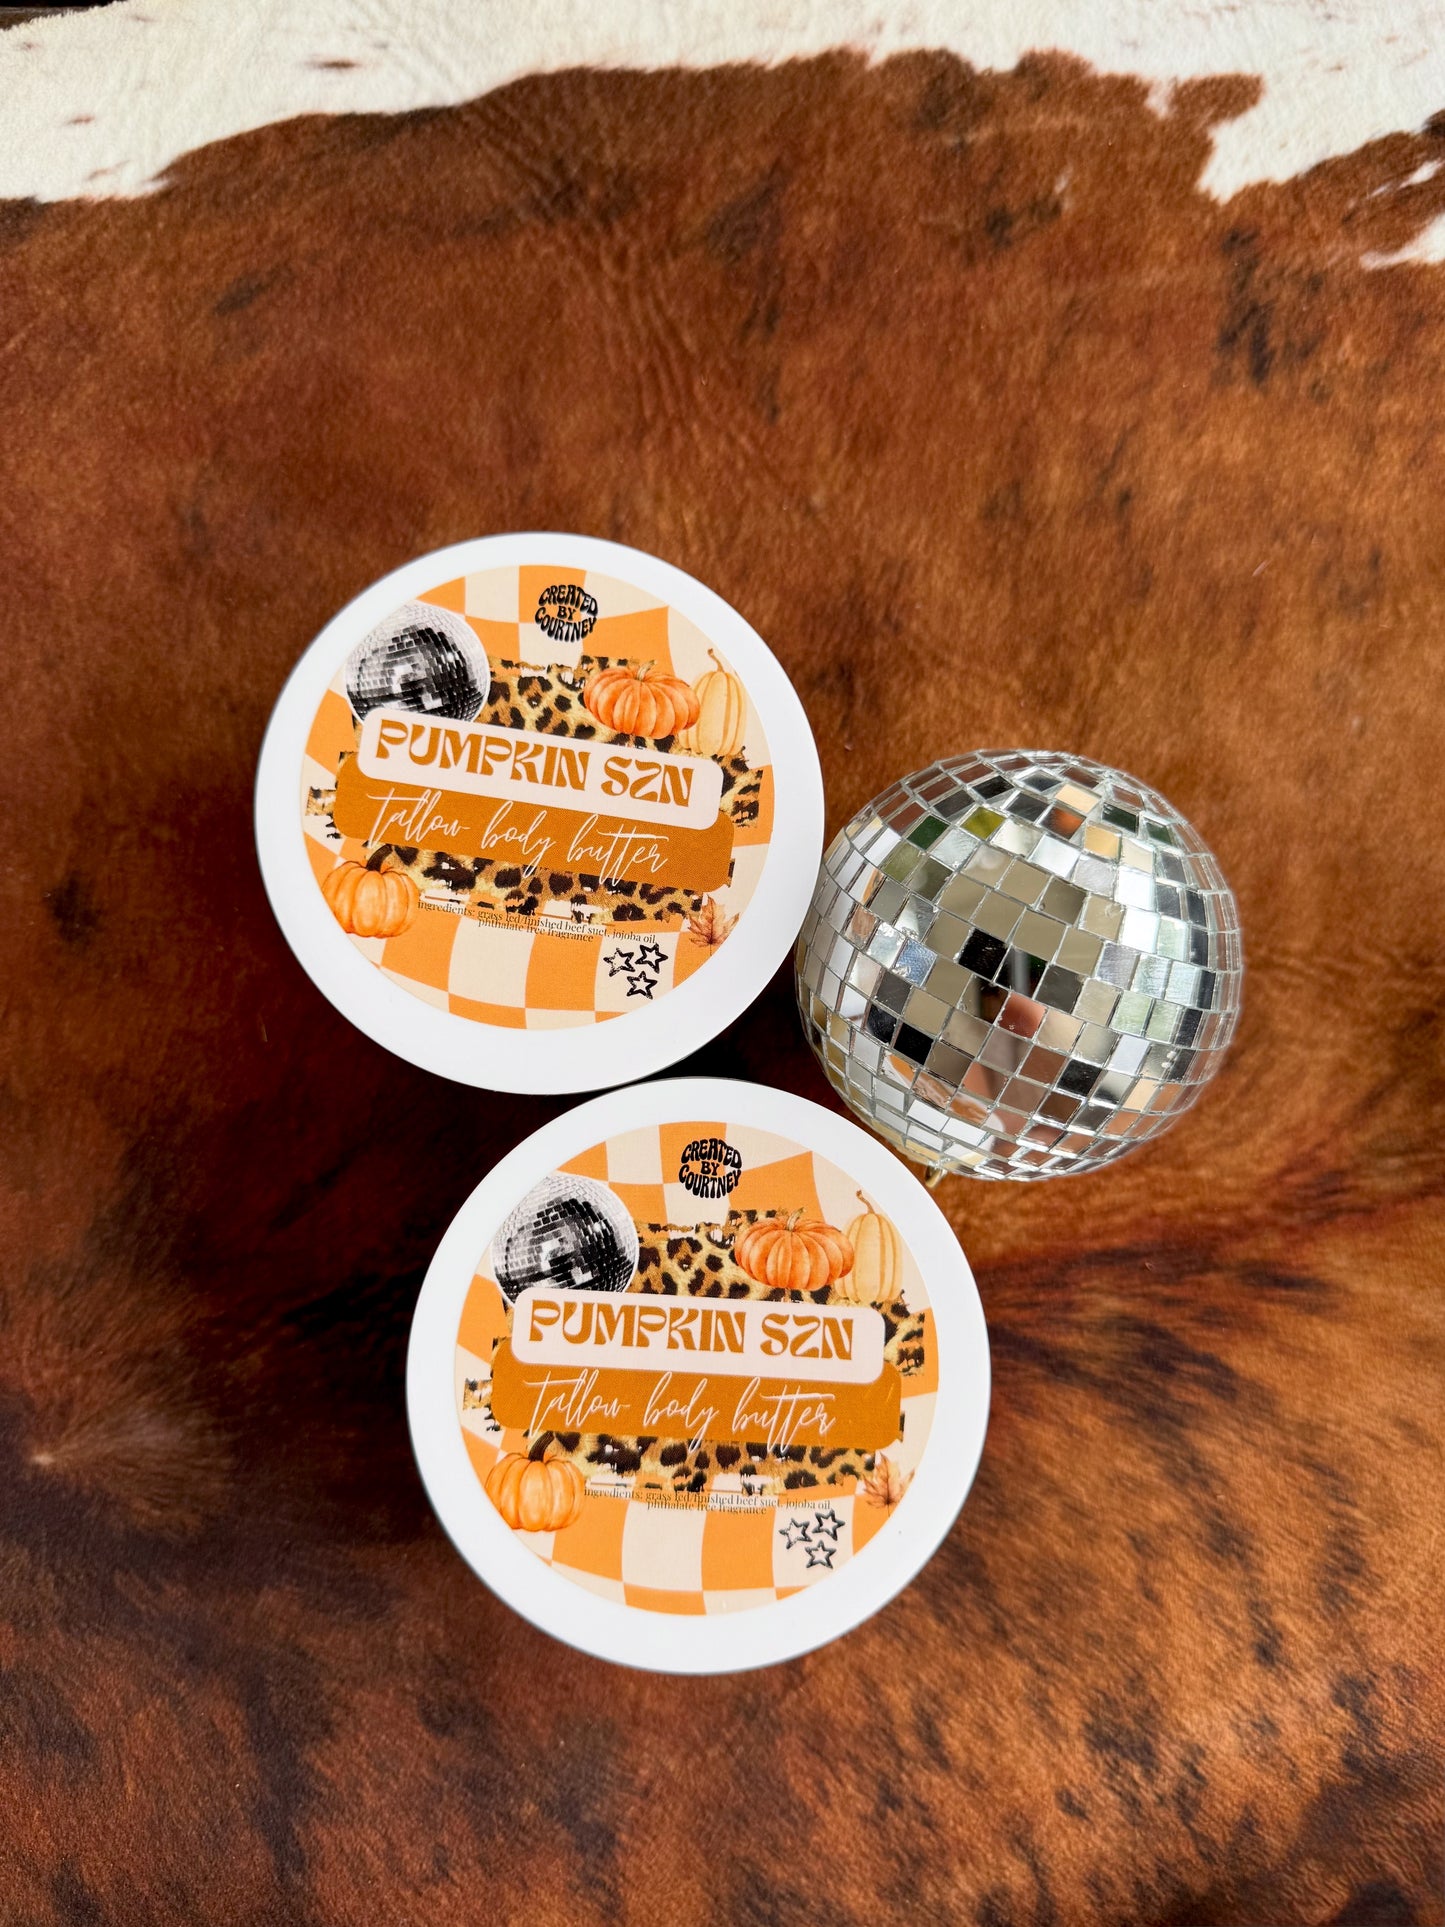 CREATED
BY
COURTNEY
PUMPKIN SZN
tallow body butter
ingredients: grass fed/finished beef suet, jojoba oil
phthalate free fragrance
CREATED
BY
COURTNEY
PUMPKIN SZN
tallow body butter
ingredients: grass fed/finished beef suet, jojoba oil
phthalate free fragrance